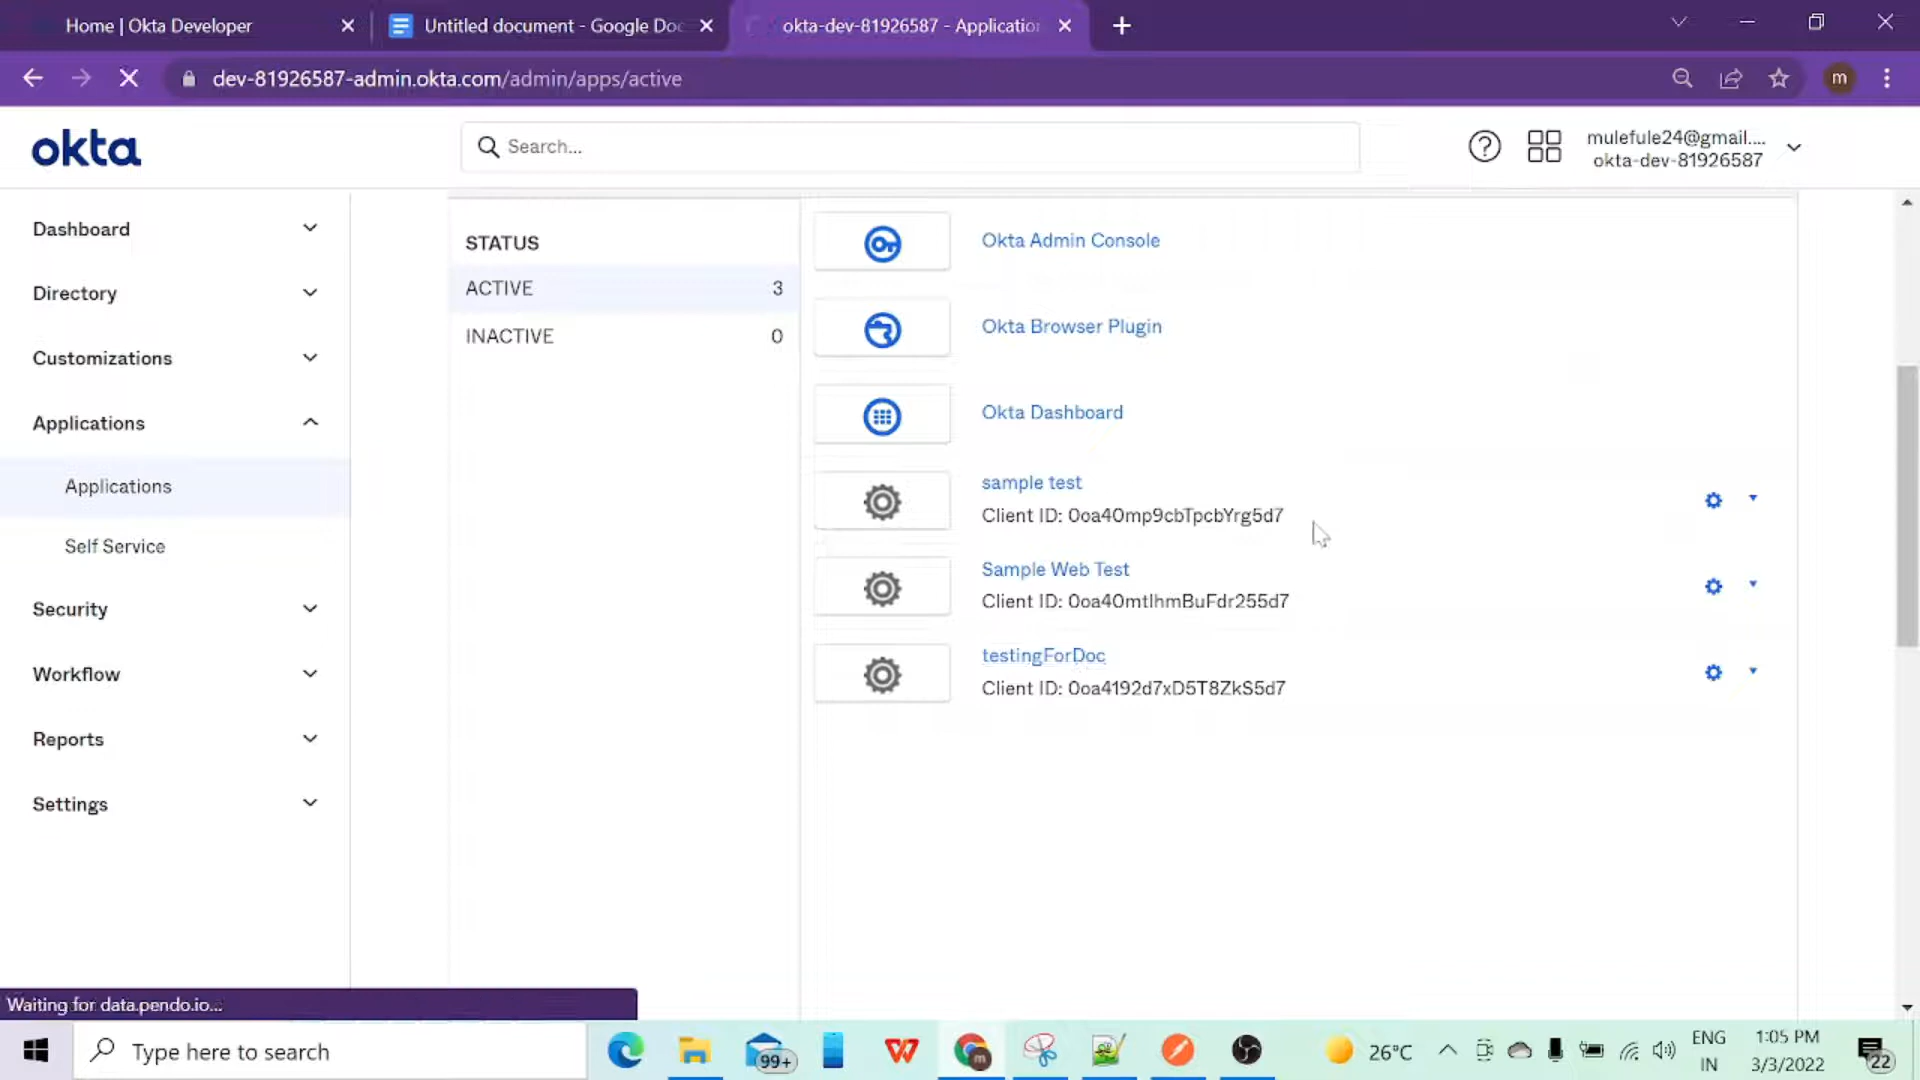 Home | Okta Developer
Untitled document - Google Doc
okta-dev-81926587 - Application
dev-81926587-admin.okta.com/admin/apps/active
m
okta
Search...
mulefule24@gmail....
okta-dev-81926587
Dashboard
Directory
Customizations
Applications
Applications
Self Service
Security
Workflow
Reports
Settings
STATUS
ACTIVE 3
INACTIVE 0
Okta Admin Console
Okta Browser Plugin
Okta Dashboard
sample test
Client ID: 0oa40mp9cbTpcbYrg5d7
Sample Web Test
Client ID: 0oa40mtlhmBuFdr255d7
testingForDoc
Client ID: 0oa4192d7xD5T8ZkS5d7
Waiting for data.pendo.io...
Type here to search
99+
m
26°C
ENG
IN
1:05 PM
3/3/2022
22